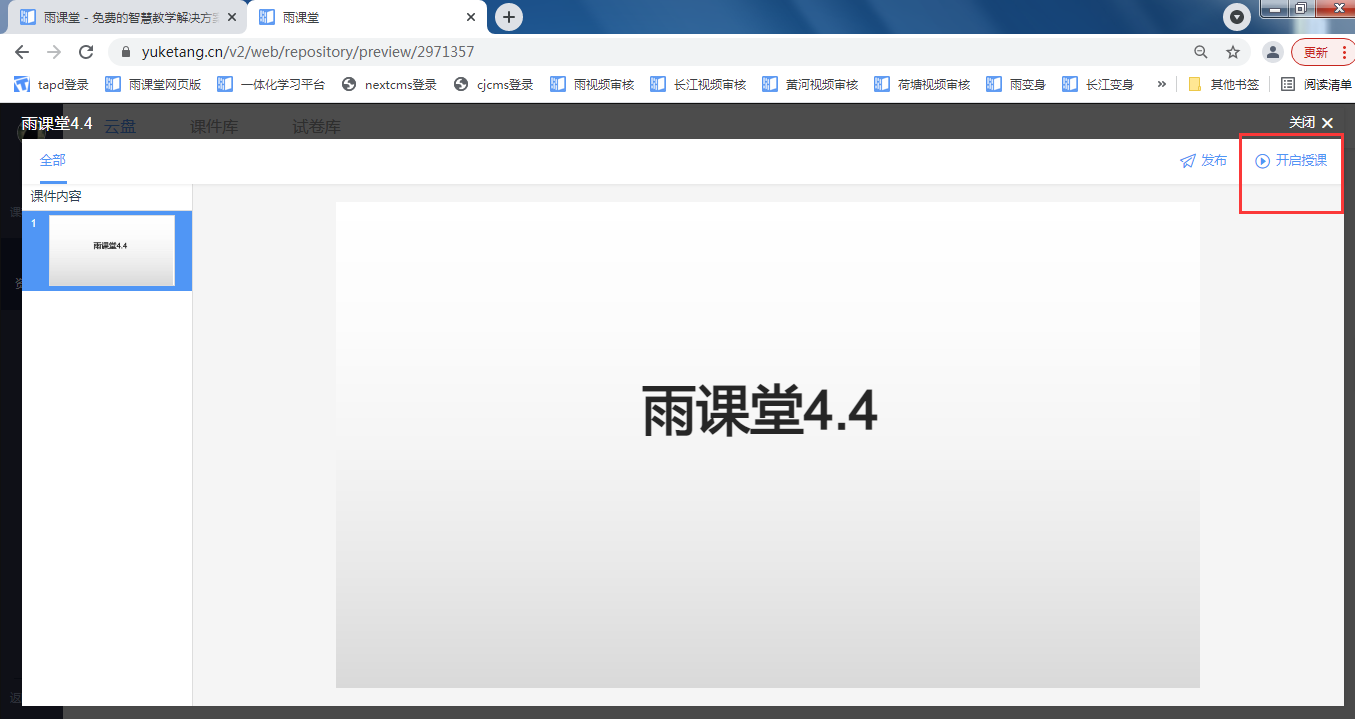 雨课堂 - 免费的智慧教学解决方案
雨课堂
yuketang.cn/v2/web/repository/preview/2971357
更新
tapd登录 雨课堂网页版 一体化学习平台 nextcms登录 cjcms登录 雨视频审核 长江视频审核 黄河视频审核 荷塘视频审核 雨变身 长江变身 » 其他书签 阅读清单
雨课堂4.4 云盘 课件库 试卷库 关闭
全部 发布 开启授课
课件内容
1
雨课堂4.4
雨课堂4.4